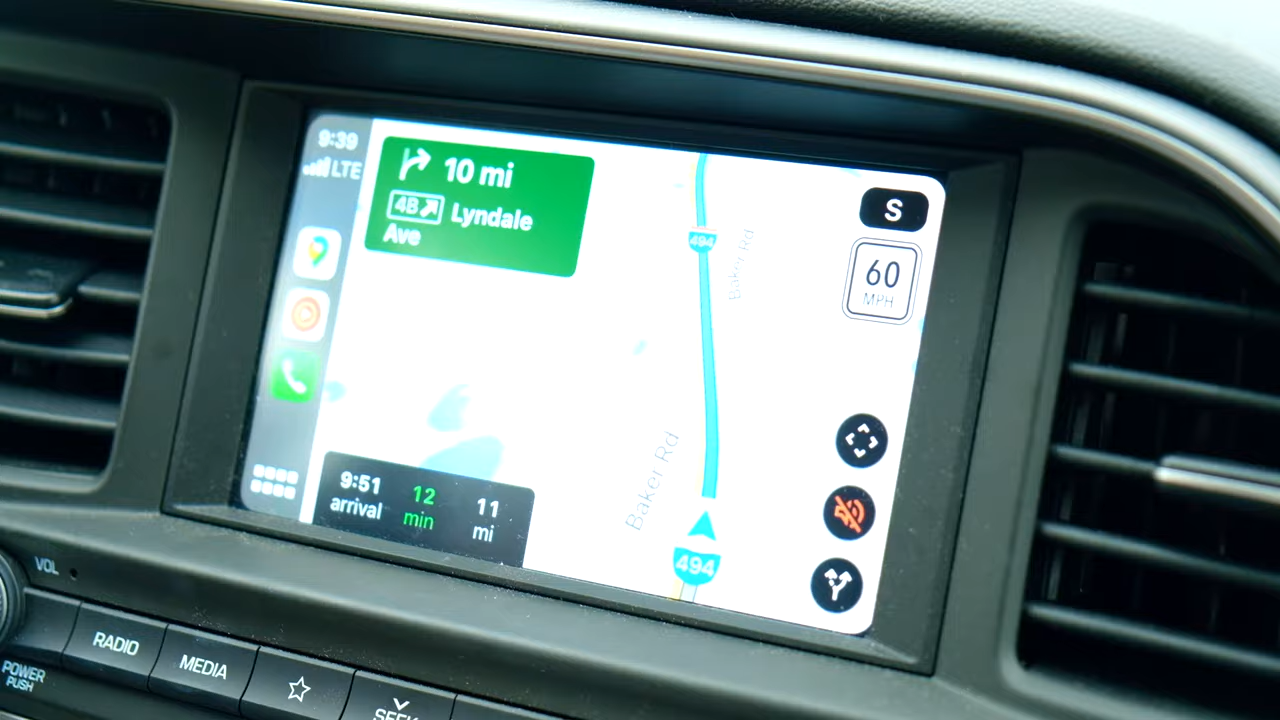 9:39
LTE
10 mi
4B Lyndale
Ave
494
Baker Rd
S
60
MPH
Baker Rd
9:51
arrival
12
min
11
mi
494
VOL
POWER
PUSH
RADIO
MEDIA
SEEK